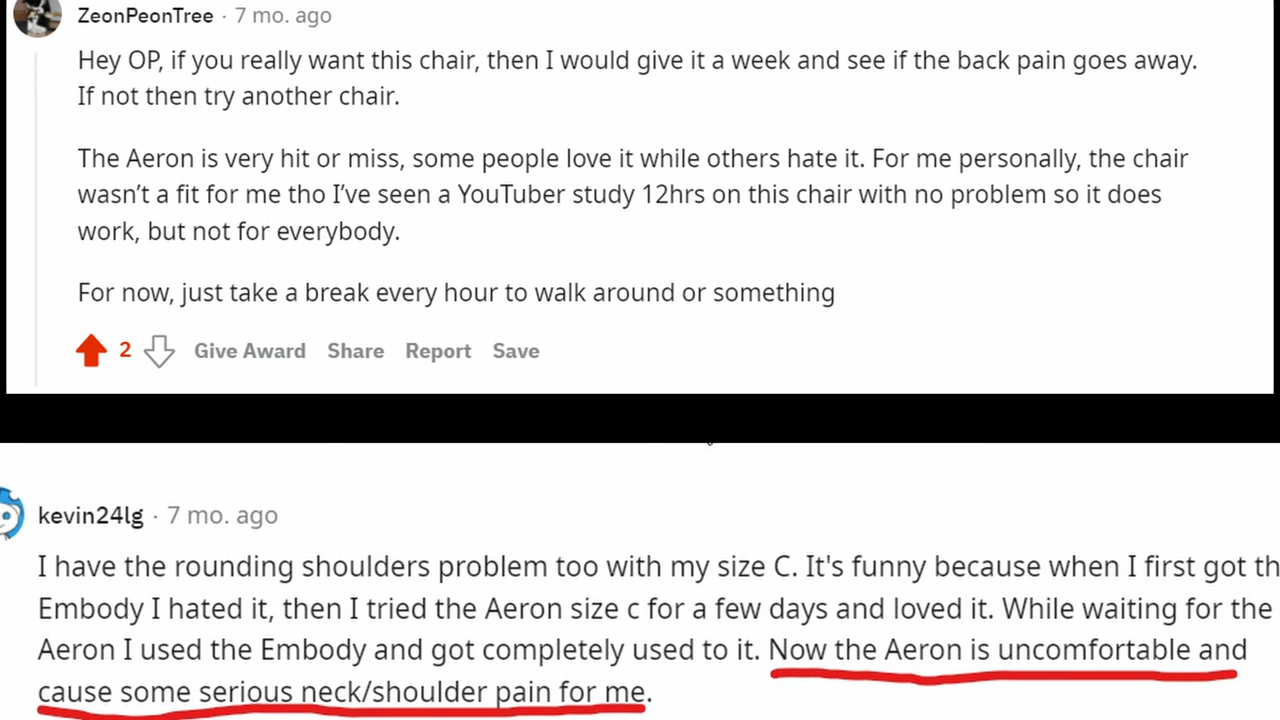 ZeonPeonTree · 7 mo. ago
Hey OP, if you really want this chair, then I would give it a week and see if the back pain goes away.
If not then try another chair.
The Aeron is very hit or miss, some people love it while others hate it. For me personally, the chair
wasn't a fit for me tho I've seen a YouTuber study 12hrs on this chair with no problem so it does
work, but not for everybody.
For now, just take a break every hour to walk around or something
2 Give Award Share Report Save
kevin24lg · 7 mo. ago
I have the rounding shoulders problem too with my size C. It's funny because when I first got th
Embody I hated it, then I tried the Aeron size c for a few days and loved it. While waiting for the
Aeron I used the Embody and got completely used to it. Now the Aeron is uncomfortable and
cause some serious neck/shoulder pain for me.